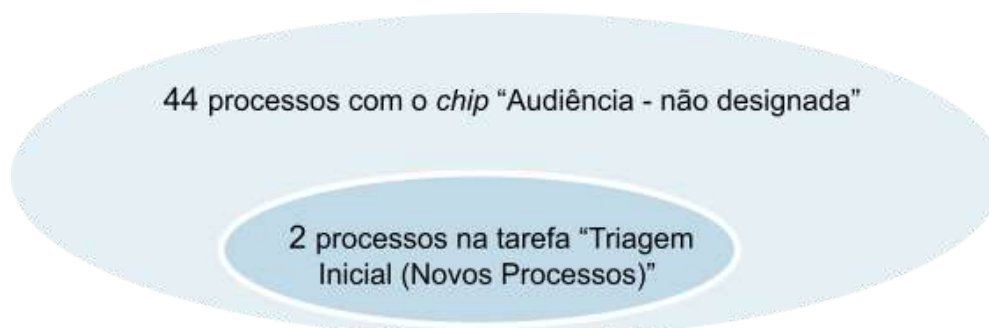 44 processos com o chip “Audiência - não designada”
2 processos na tarefa “Triagem
Inicial (Novos Processos)”